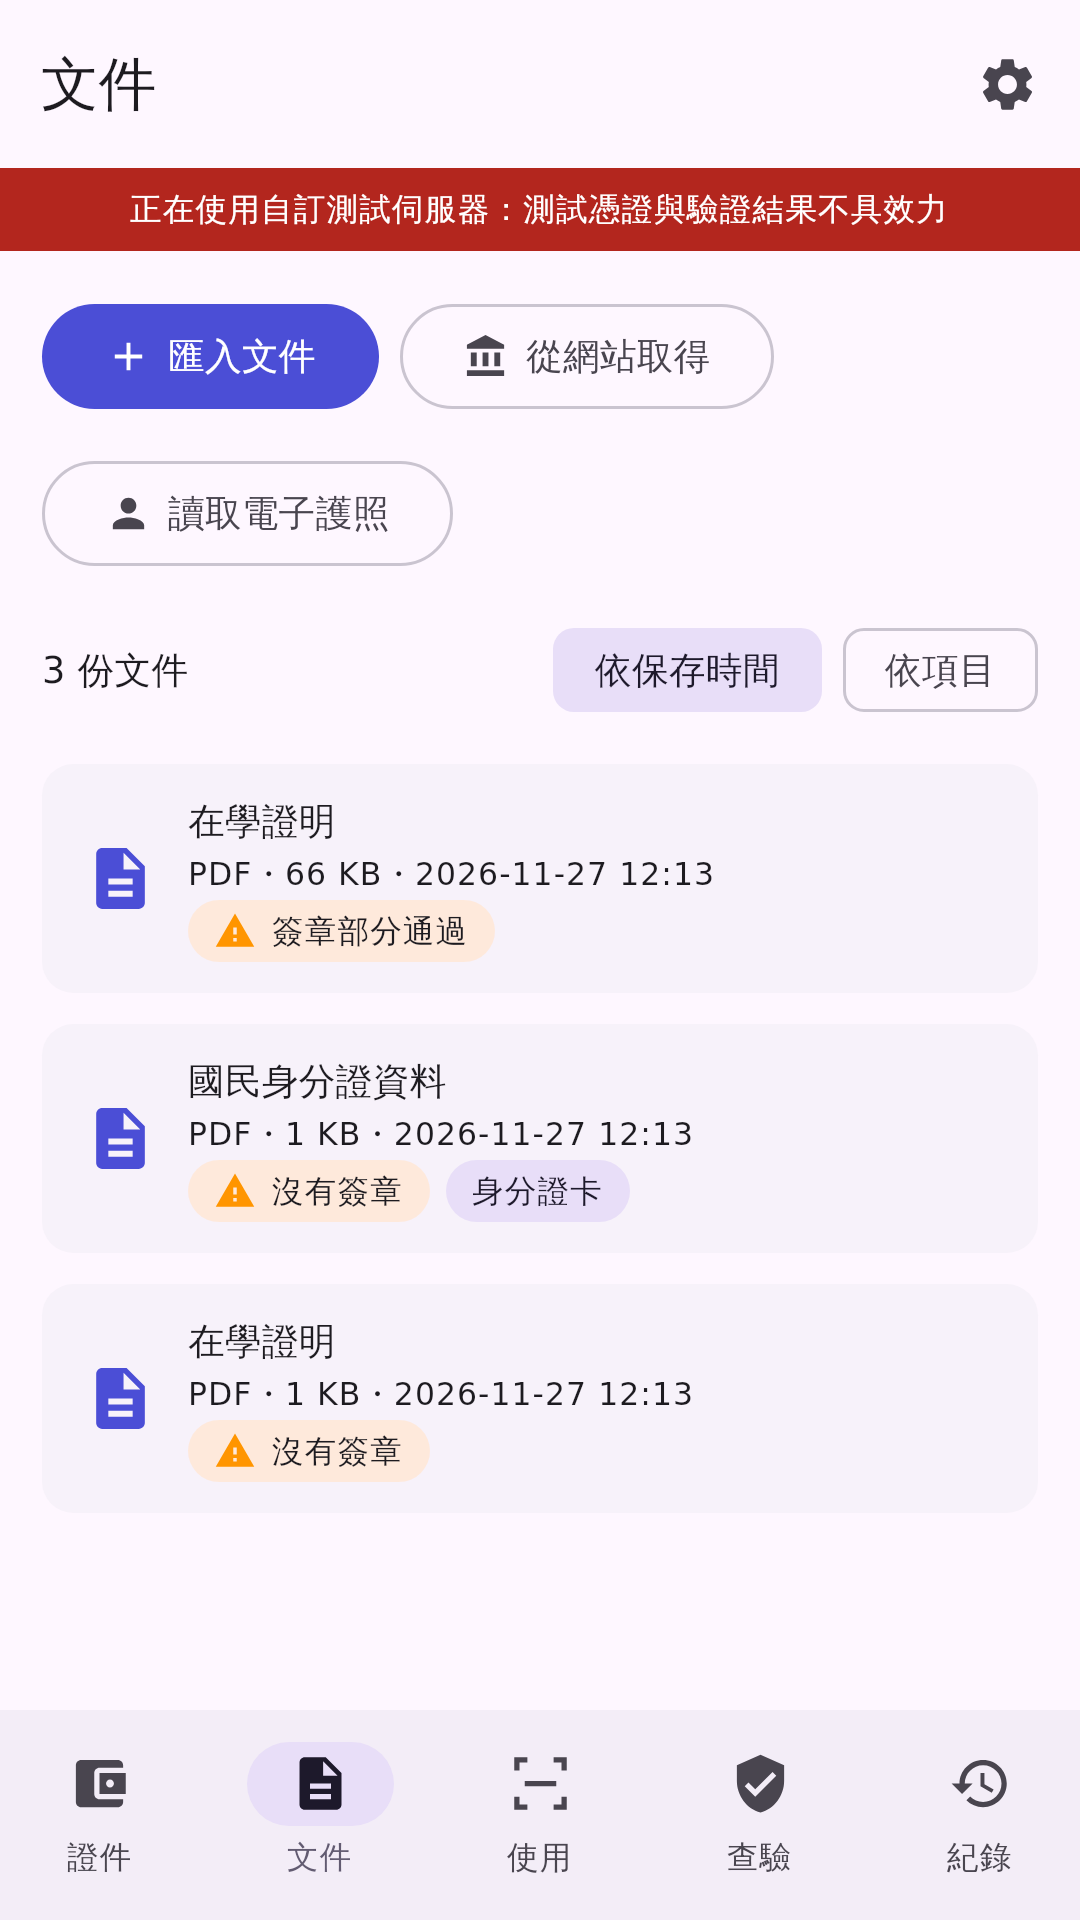 文件
正在使用自訂測試伺服器：測試憑證與驗證結果不具效力
匯入文件
從網站取得
讀取電子護照
3 份文件
依保存時間
依項目
在學證明
PDF · 66 KB · 2026-11-27 12:13
簽章部分通過
國民身分證資料
PDF · 1 KB · 2026-11-27 12:13
沒有簽章
身分證卡
在學證明
PDF · 1 KB · 2026-11-27 12:13
沒有簽章
證件
文件
使用
查驗
紀錄